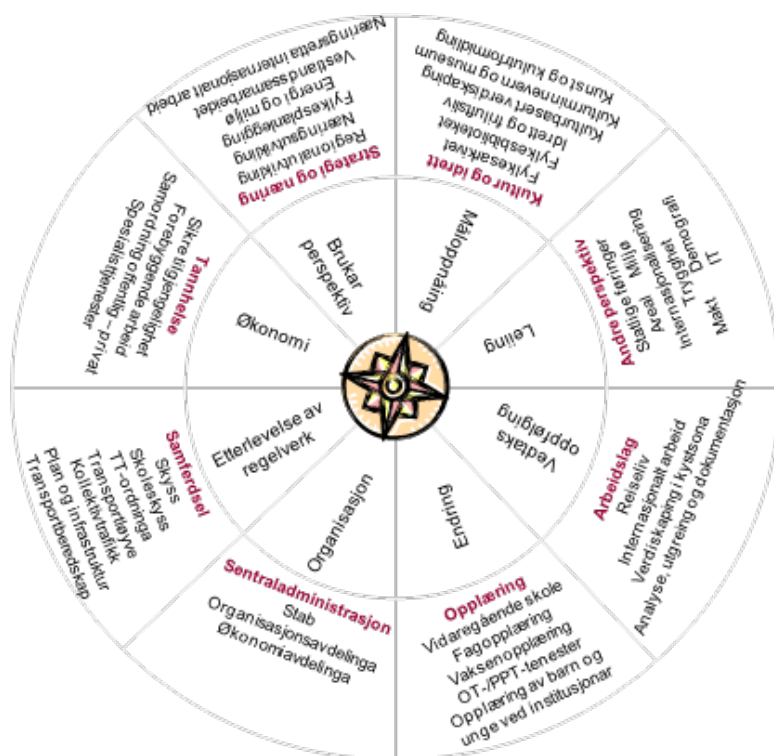 Strategi og næring
Regional utvikling
Næringsutvikling
Fylkesplanlegging
Energi og miljø
Vestlandssamarbeidet
Næringsretta internasjonalt arbeid
Kultur og idrett
Fylkesarkivet
Fylkesbiblioteket
Idrett og friluftsliv
Kulturbasert verdiskaping
Kulturminnevern og museum
Kunst og kulutrformidling
Andre perspektiv
Statlige føringer
Areal Miljø
Internasjonalisering
Trygghet
Demografi
Makt IT
Arbeidslag
Reiseliv
Internasjonalt arbeid
Verdiskaping i kystsona
Analyse, utgreing og dokumentasjon
Opplæring
Vidaregående skole
Fagopplæring
Vaksenopplæring
OT-/PPT-tenester
Opplæring av barn og
unge ved institusjonar
Sentraladministrasjon
Stab
Organisasjonsavdelinga
Økonomiavdelinga
Samferdsel
Skyss
Skoleskyss
TT-ordninga
Transportløyve
Kollektivtrafikk
Plan og infrastruktur
Transportberedskap
Tannhelse
Sikre tilgjengelighet
Forebyggende arbeid
Samordning offentlig – privat
Spesialisttjenester
Brukar
perspektiv
Måloppnåing
Leiing
Vedtaks
oppfølging
Endring
Organisasjon
Etterlevelse av
regelverk
Økonomi